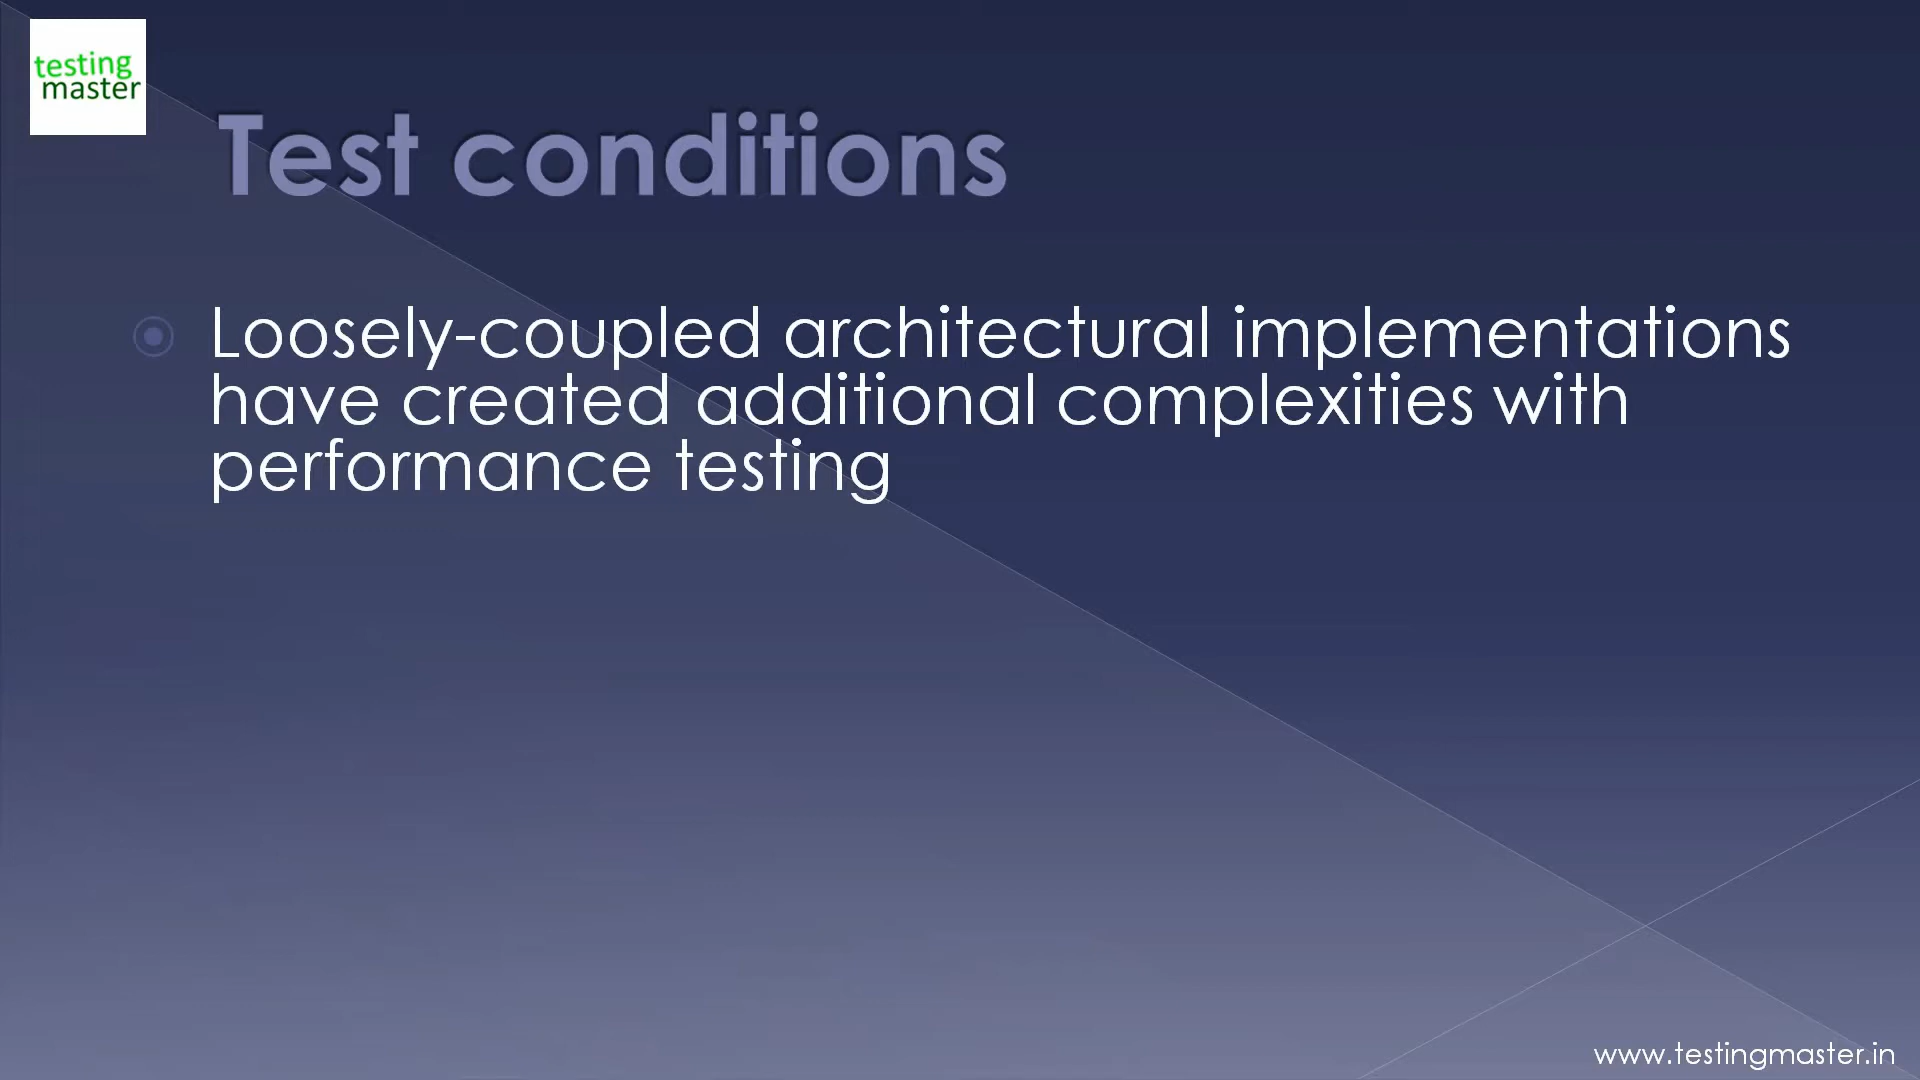 testing
master
Test conditions
Loosely-coupled architectural implementations
have created additional complexities with
performance testing
www.testingmaster.in